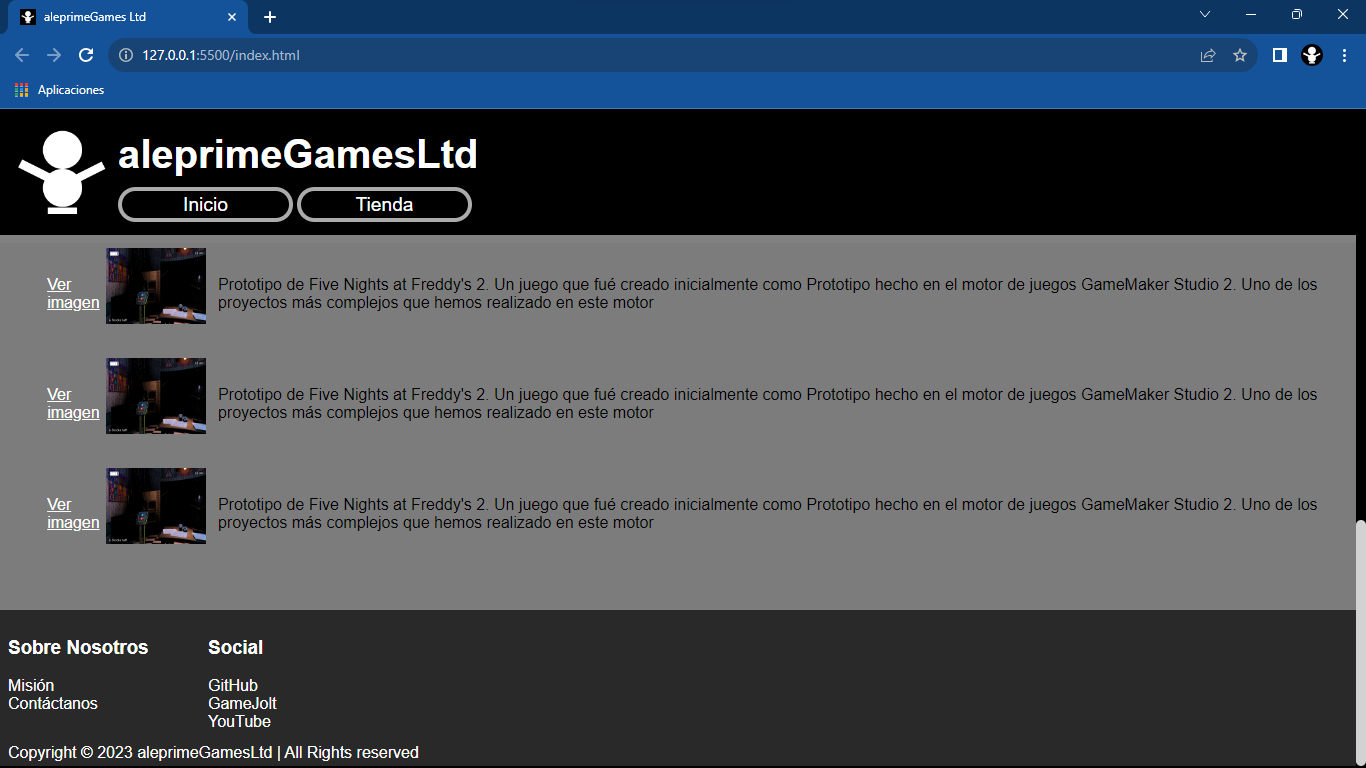 aleprimeGames Ltd
127.0.0.1:5500/index.html
Aplicaciones
aleprimeGamesLtd
Inicio Tienda
Ver
imagen
Prototipo de Five Nights at Freddy's 2. Un juego que fué creado inicialmente como Prototipo hecho en el motor de juegos GameMaker Studio 2. Uno de los
proyectos más complejos que hemos realizado en este motor
Ver
imagen
Prototipo de Five Nights at Freddy's 2. Un juego que fué creado inicialmente como Prototipo hecho en el motor de juegos GameMaker Studio 2. Uno de los
proyectos más complejos que hemos realizado en este motor
Ver
imagen
Prototipo de Five Nights at Freddy's 2. Un juego que fué creado inicialmente como Prototipo hecho en el motor de juegos GameMaker Studio 2. Uno de los
proyectos más complejos que hemos realizado en este motor
Sobre Nosotros
Misión
Contáctanos
Social
GitHub
GameJolt
YouTube
Copyright © 2023 aleprimeGamesLtd | All Rights reserved